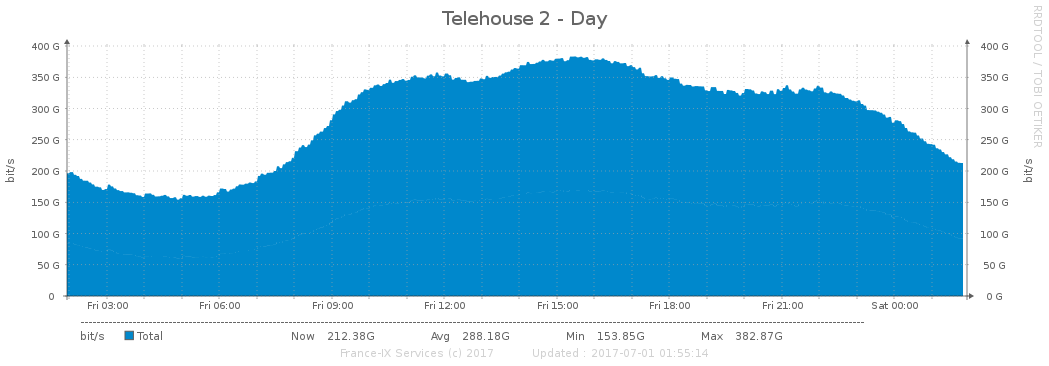 Telehouse 2 - Day
RRDTOOL / TOBI OETIKER
400 G 400 G
350 G 350 G
300 G 300 G
250 G 250 G
200 G 200 G
150 G 150 G
100 G 100 G
50 G 50 G
0 0 G
bit/s bit/s
Fri 03:00 Fri 06:00 Fri 09:00 Fri 12:00 Fri 15:00 Fri 18:00 Fri 21:00 Sat 00:00
bit/s Total Now 212.38G Avg 288.18G Min 153.85G Max 382.87G
France-IX Services (c) 2017 Updated : 2017-07-01 01:55:14